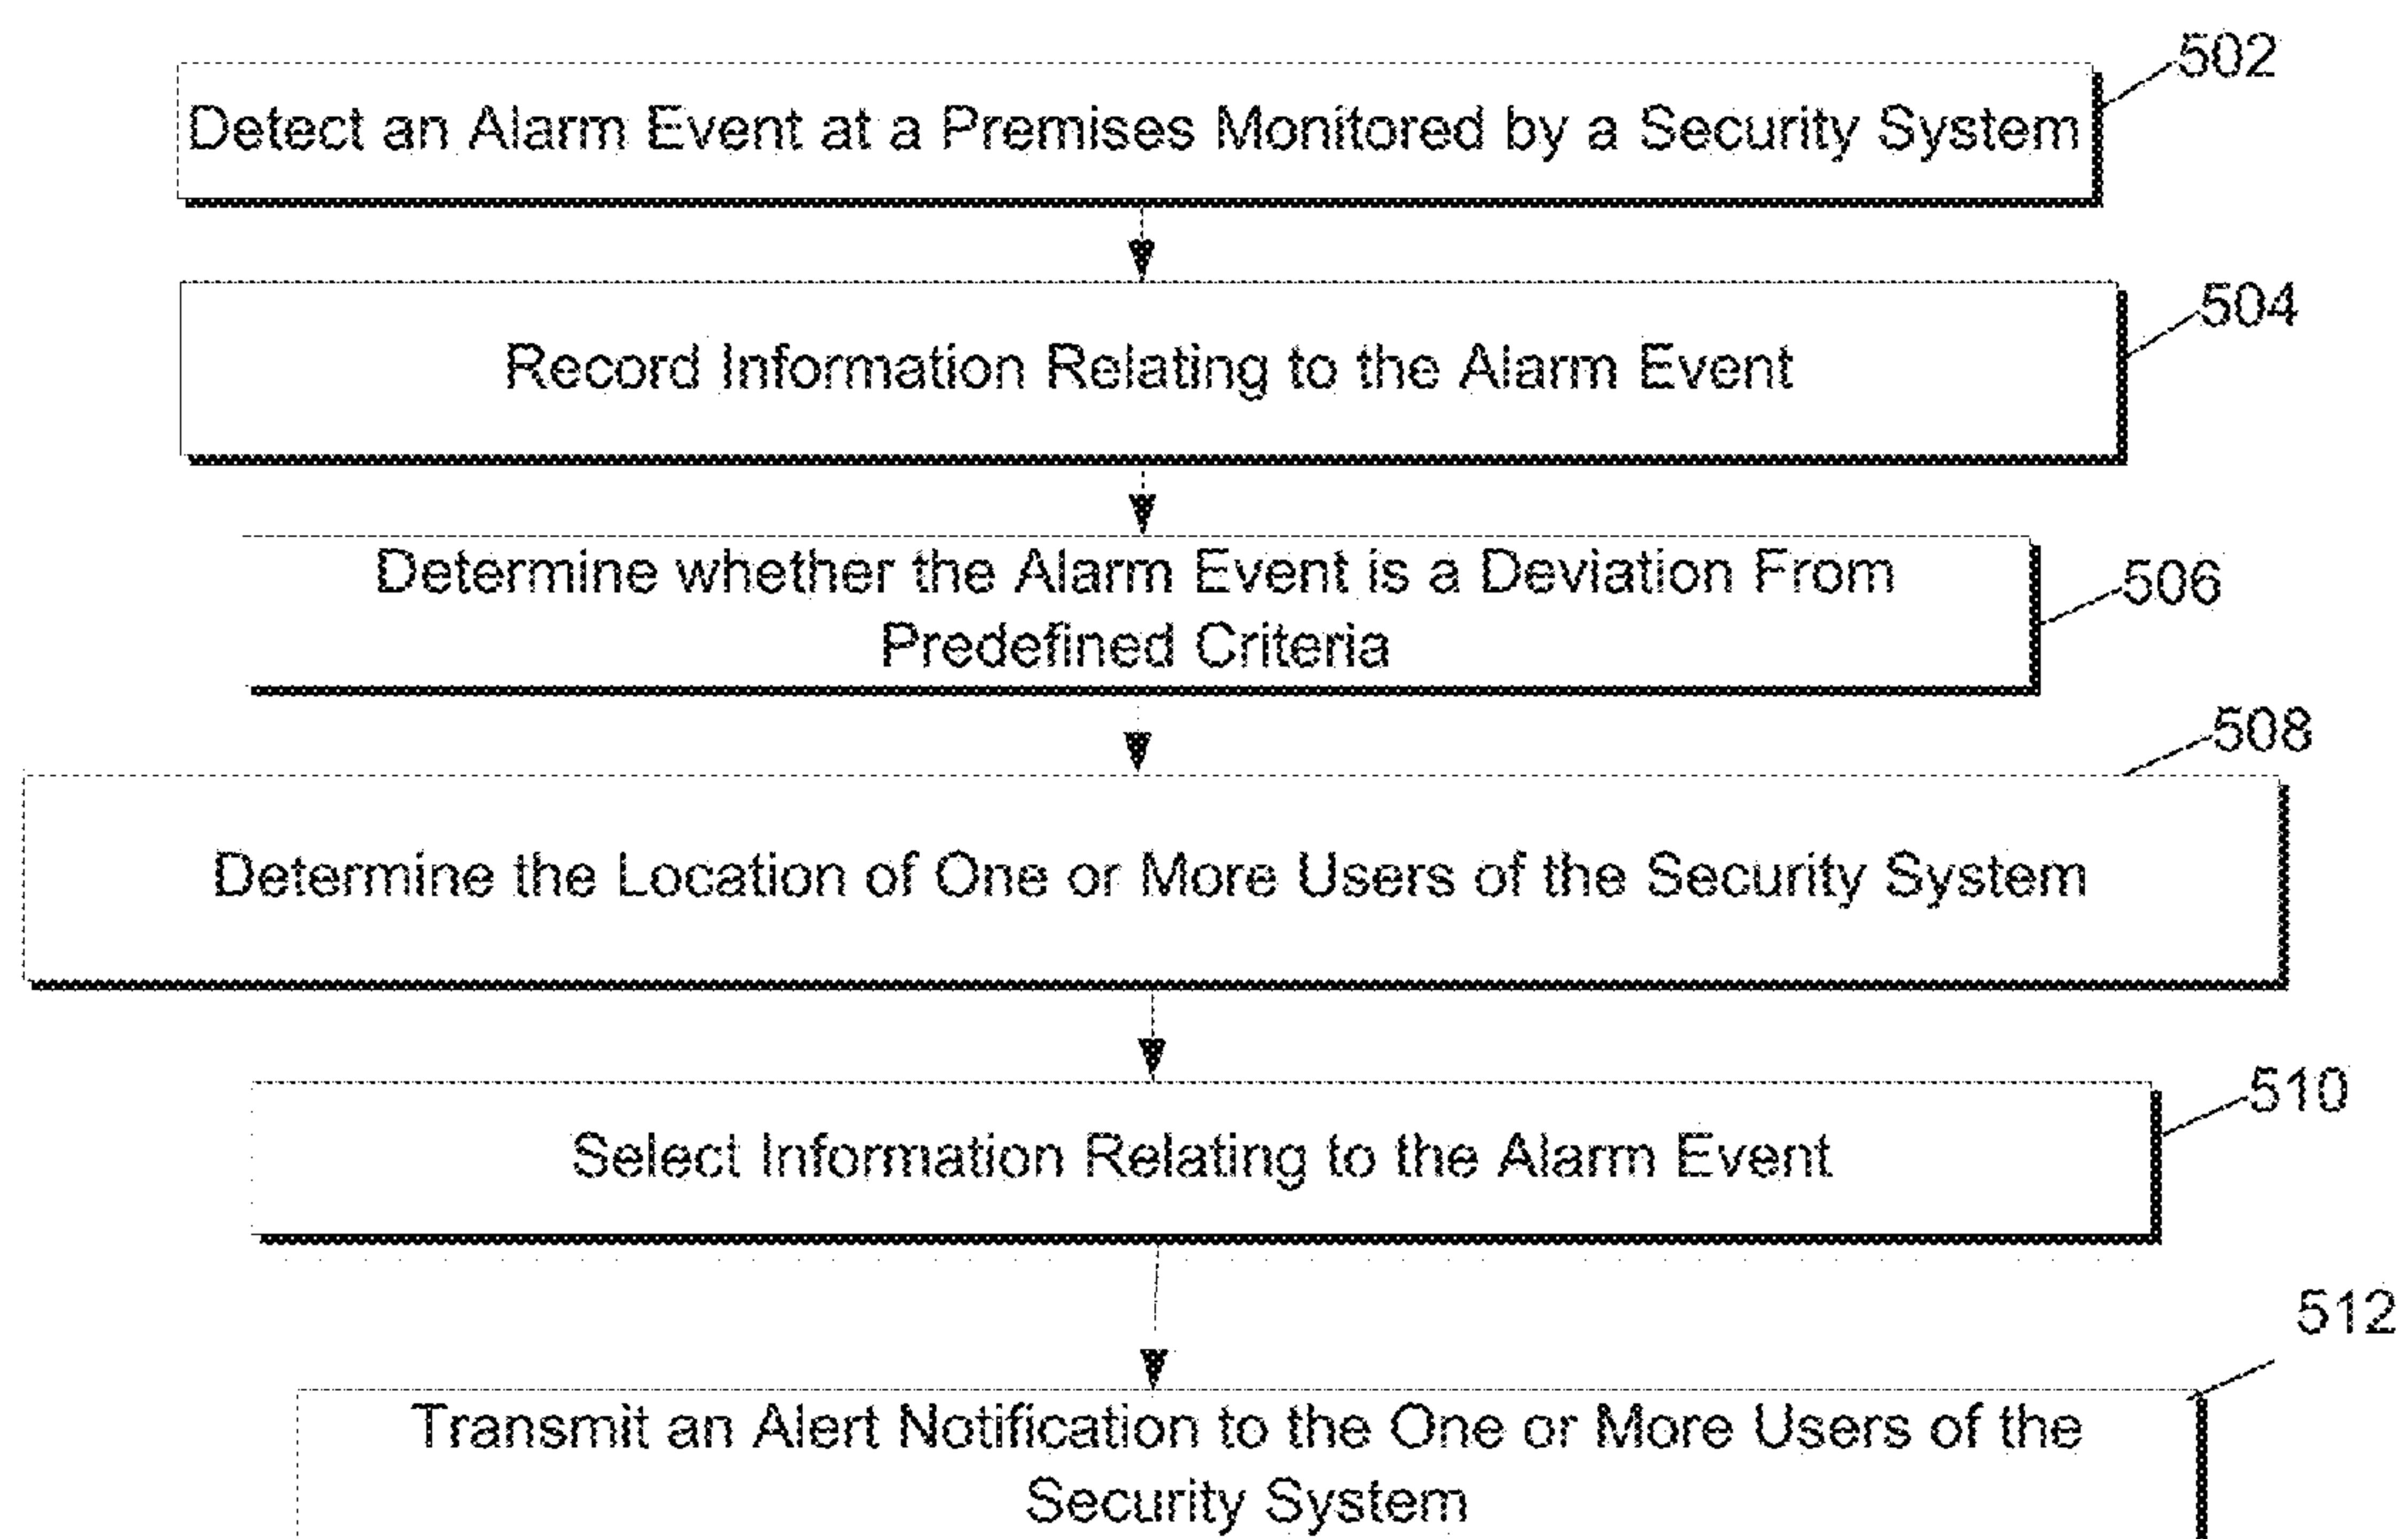 502
Detect an Alarm Event at a Premises Monitored by a Security System
504
Record Information Relating to the Alarm Event
Determine whether the Alarm Event is a Deviation From
506
Predefined Criteria
508
Determine the Location of One or More Users of the Security System
510
Select Information Relating to the Alarm Event
512
Transmit an Alert Notification to the One or More Users of the
Security System